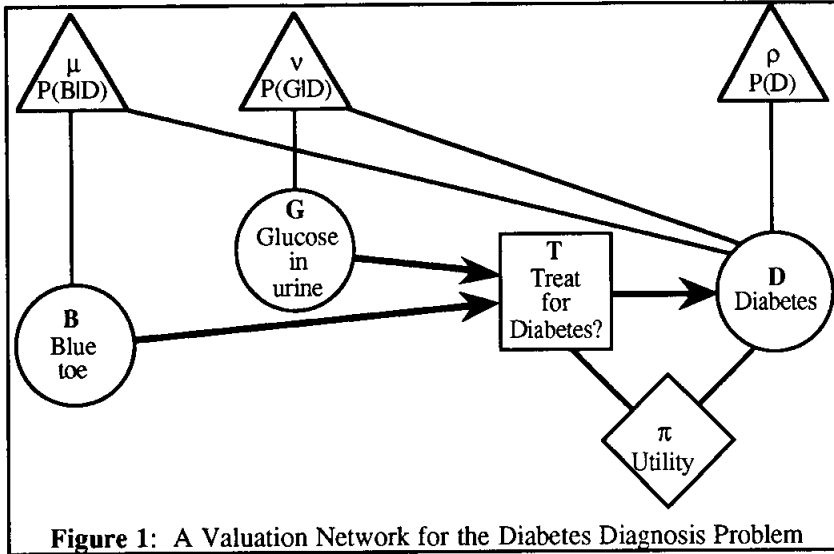 μ
P(B|D)
ν
P(G|D)
ρ
P(D)
G
Glucose
in
urine
T
Treat
for
Diabetes?
D
Diabetes
B
Blue
toe
π
Utility
Figure 1: A Valuation Network for the Diabetes Diagnosis Problem